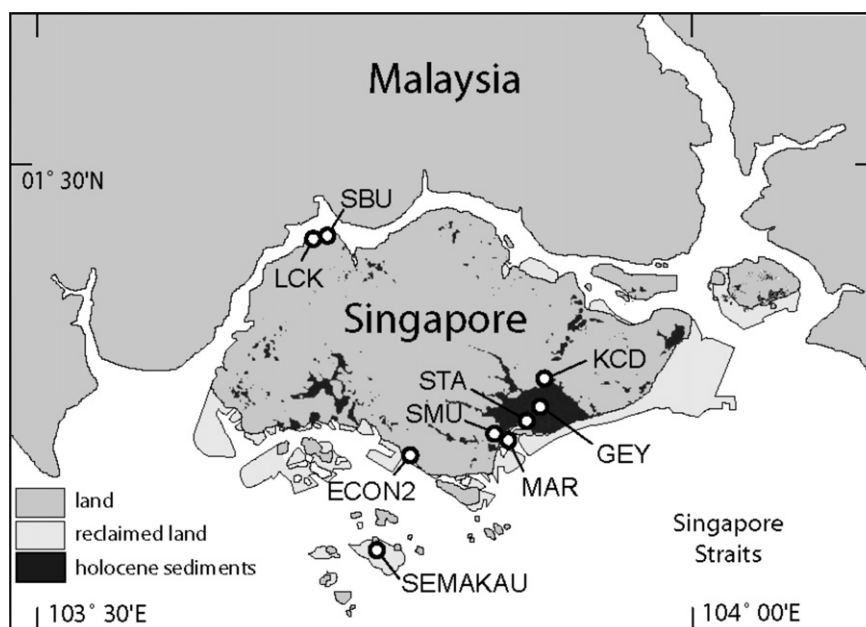 Malaysia
01° 30'N
SBU
LCK
Singapore
KCD
STA
SMU
GEY
MAR
ECON2
land
reclaimed land
holocene sediments
Singapore
Straits
SEMAKAU
103° 30'E
104° 00'E